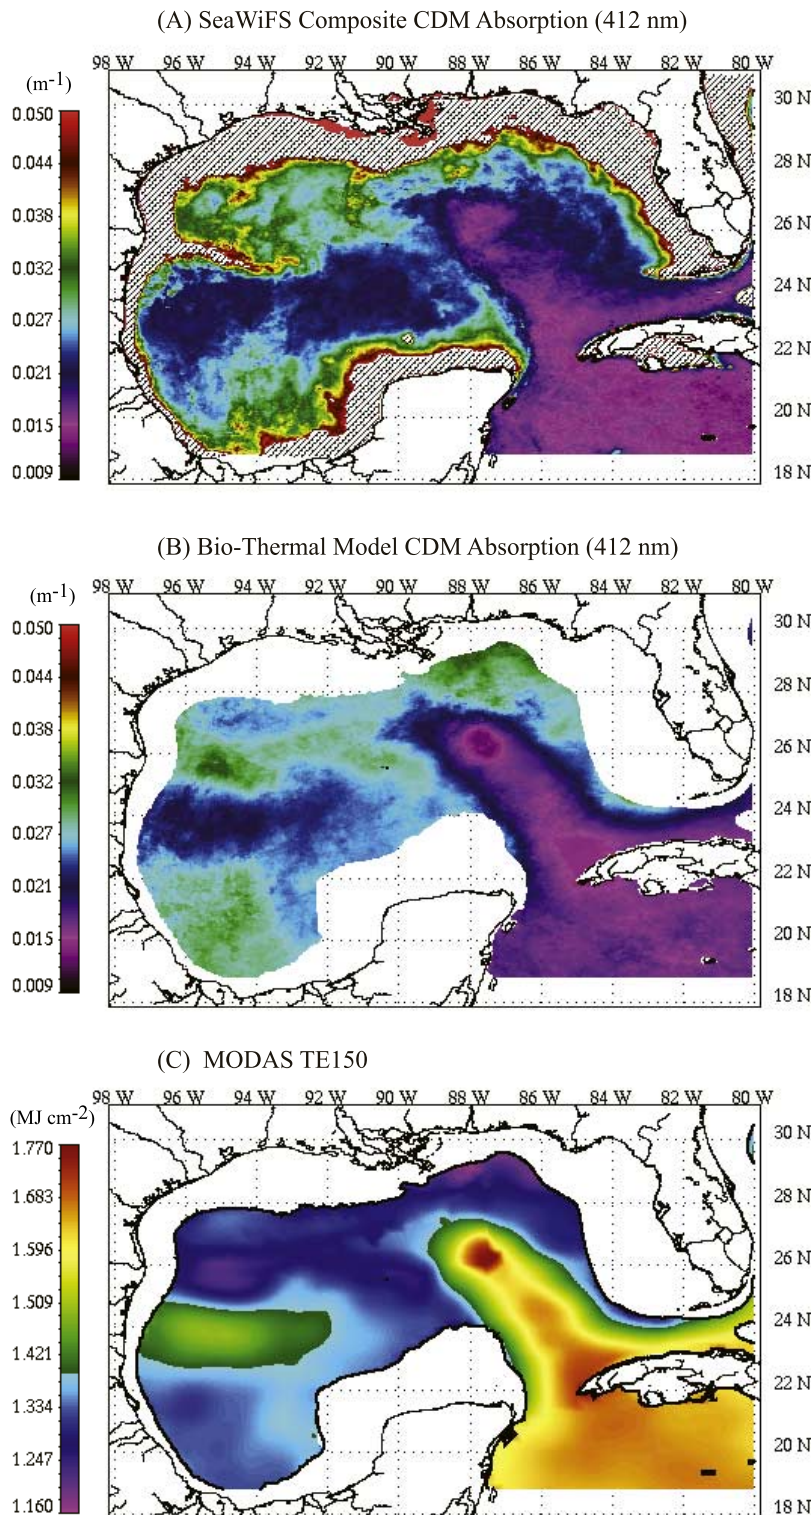 (A) SeaWiFS Composite CDM Absorption (412 nm)
98 W 96 W 94 W 92 W 90 W 88 W 86 W 84 W 82 W 80 W
(m-1)
0.050
0.044
0.038
0.032
0.027
0.021
0.015
0.009
30 N
28 N
26 N
24 N
22 N
20 N
18 N
(B) Bio-Thermal Model CDM Absorption (412 nm)
98 W 96 W 94 W 92 W 90 W 88 W 86 W 84 W 82 W 80 W
(m-1)
0.050
0.044
0.038
0.032
0.027
0.021
0.015
0.009
30 N
28 N
26 N
24 N
22 N
20 N
18 N
(C) MODAS TE150
98 W 96 W 94 W 92 W 90 W 88 W 86 W 84 W 82 W 80 W
(MJ cm-2)
1.770
1.683
1.596
1.509
1.421
1.334
1.247
1.160
30 N
28 N
26 N
24 N
22 N
20 N
18 N